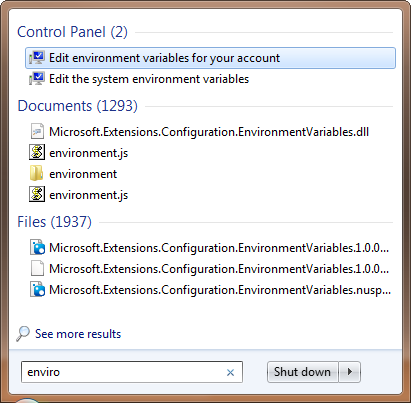 Control Panel (2)
Edit environment variables for your account
Edit the system environment variables
Documents (1293)
Microsoft.Extensions.Configuration.EnvironmentVariables.dll
environment.js
environment
environment.js
Files (1937)
Microsoft.Extensions.Configuration.EnvironmentVariables.1.0.0...
Microsoft.Extensions.Configuration.EnvironmentVariables.1.0.0...
Microsoft.Extensions.Configuration.EnvironmentVariables.nusp...
See more results
enviro
Shut down